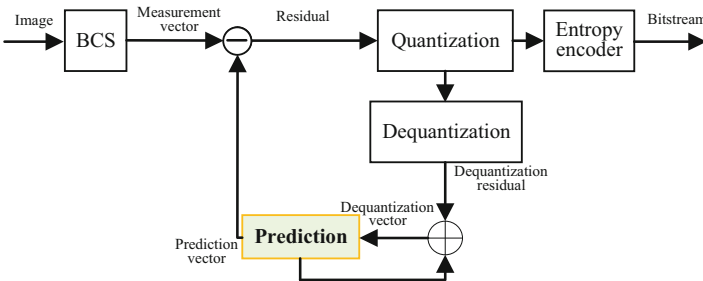 Image
BCS
Measurement
vector
Residual
Quantization
Entropy
encoder
Bitstream
Dequantization
Dequantization
residual
Dequantization
vector
Prediction
Prediction
vector